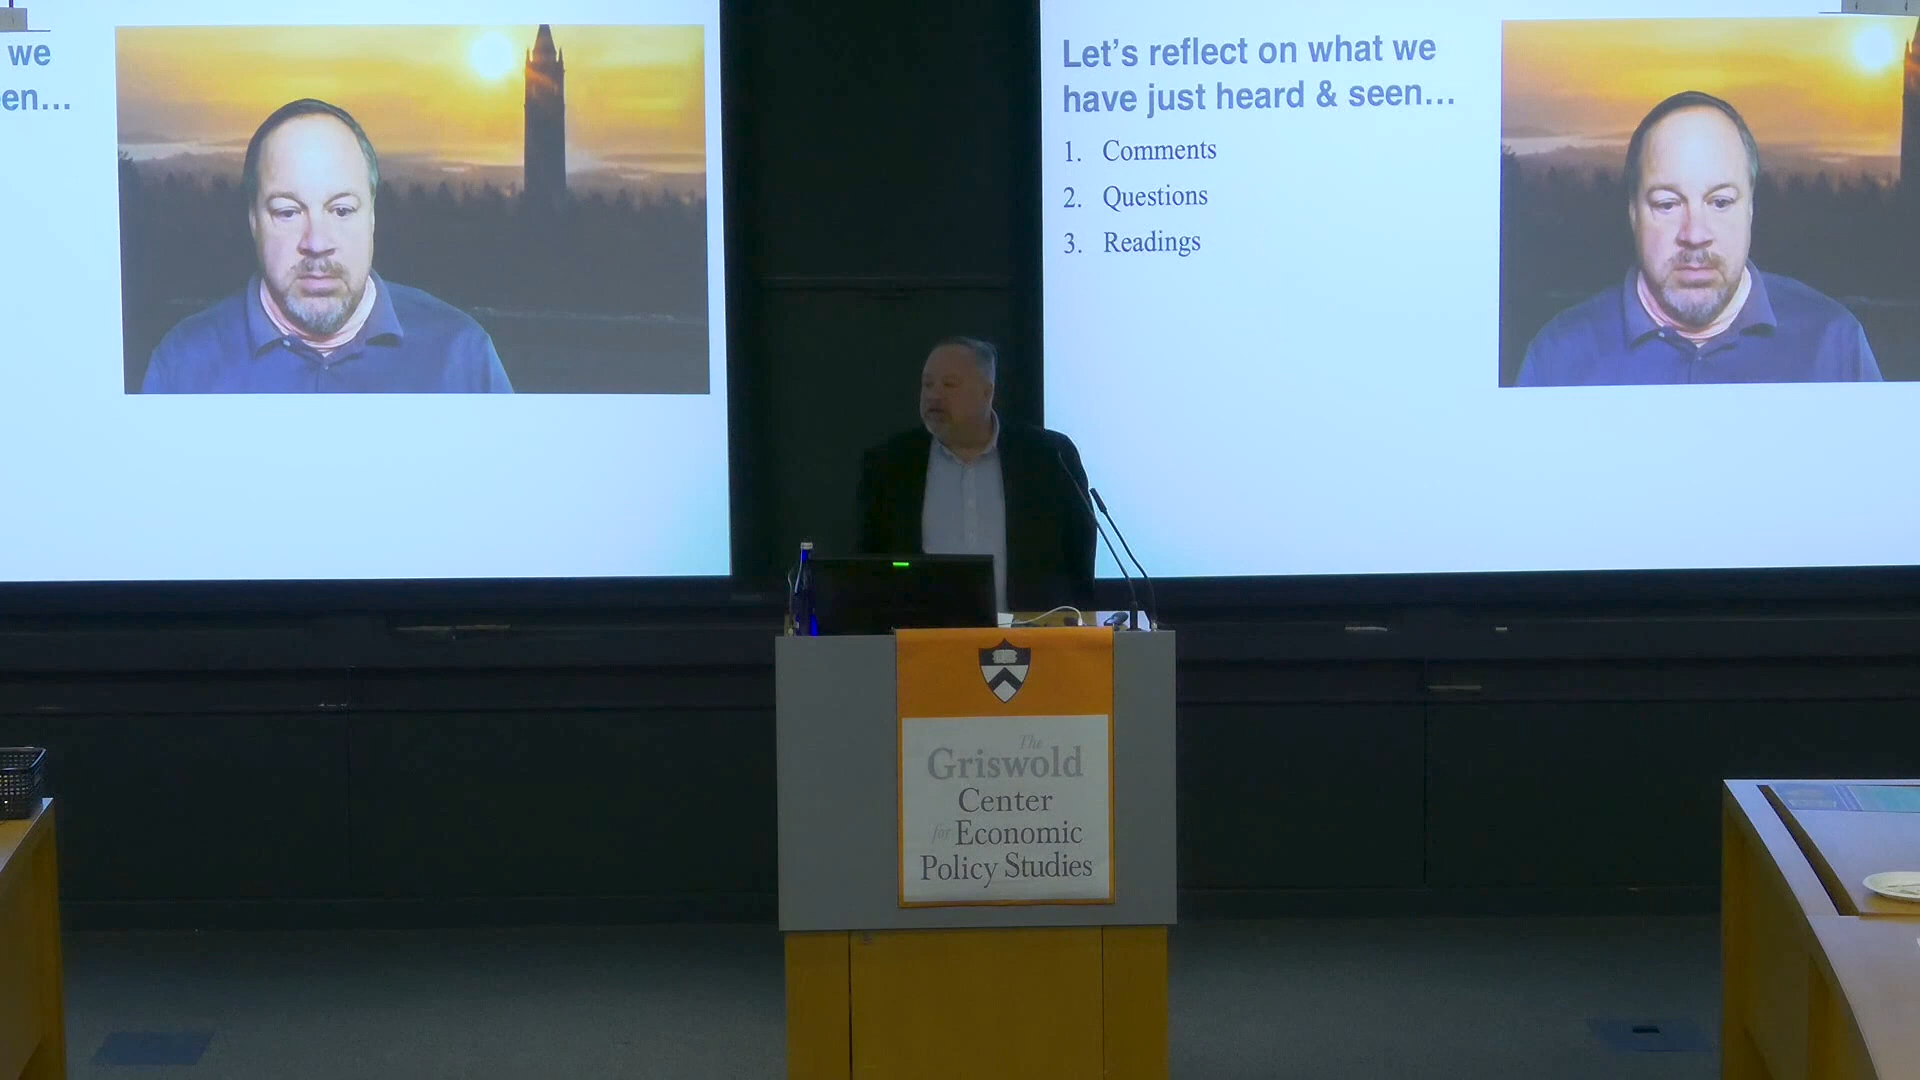 we
en…
Let's reflect on what we
have just heard & seen…
1. Comments
2. Questions
3. Readings
The
Griswold
Center
for Economic
Policy Studies